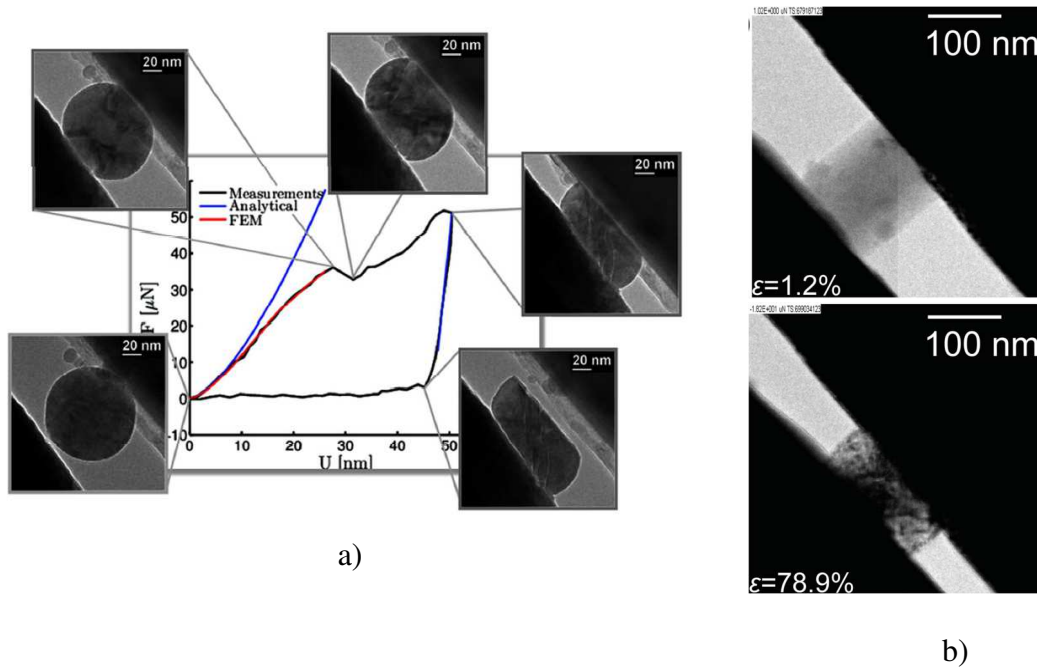 20 nm
20 nm
20 nm
20 nm
20 nm
Measurements
Analytical
FEM
F [μN]
50
40
30
20
10
0
-10
0
10
20
30
40
50
U [nm]
a)
100 nm
ε=1.2%
100 nm
ε=78.9%
b)